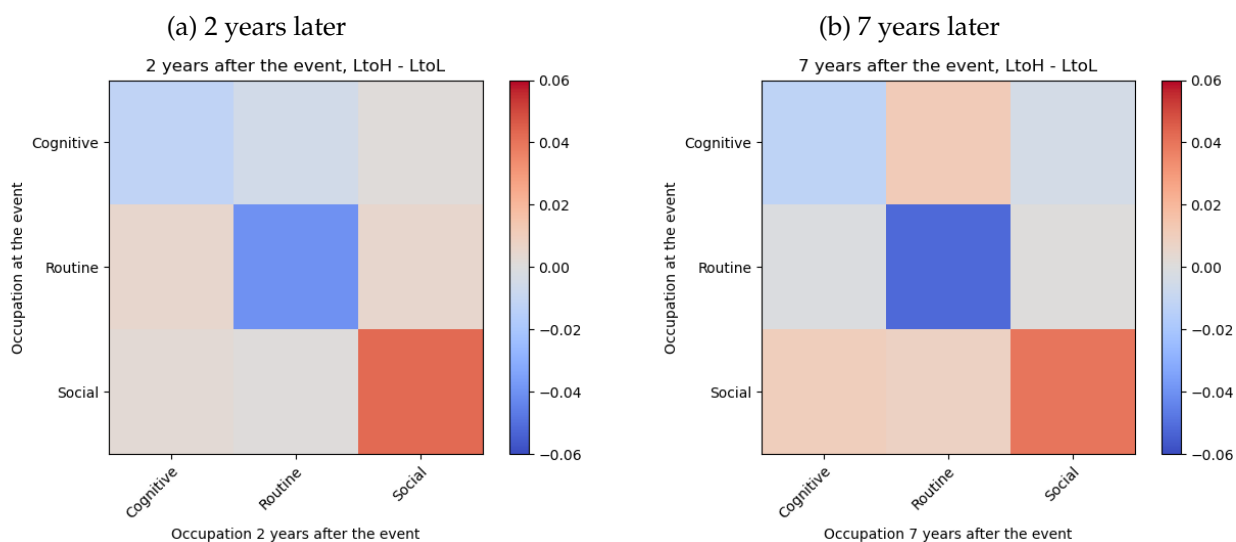 (a) 2 years later
2 years after the event, LtoH - LtoL
Occupation at the event
Cognitive
Routine
Social
Cognitive
Routine
Social
Occupation 2 years after the event
0.06
0.04
0.02
0.00
−0.02
−0.04
−0.06
(b) 7 years later
7 years after the event, LtoH - LtoL
Occupation at the event
Cognitive
Routine
Social
Cognitive
Routine
Social
Occupation 7 years after the event
0.06
0.04
0.02
0.00
−0.02
−0.04
−0.06